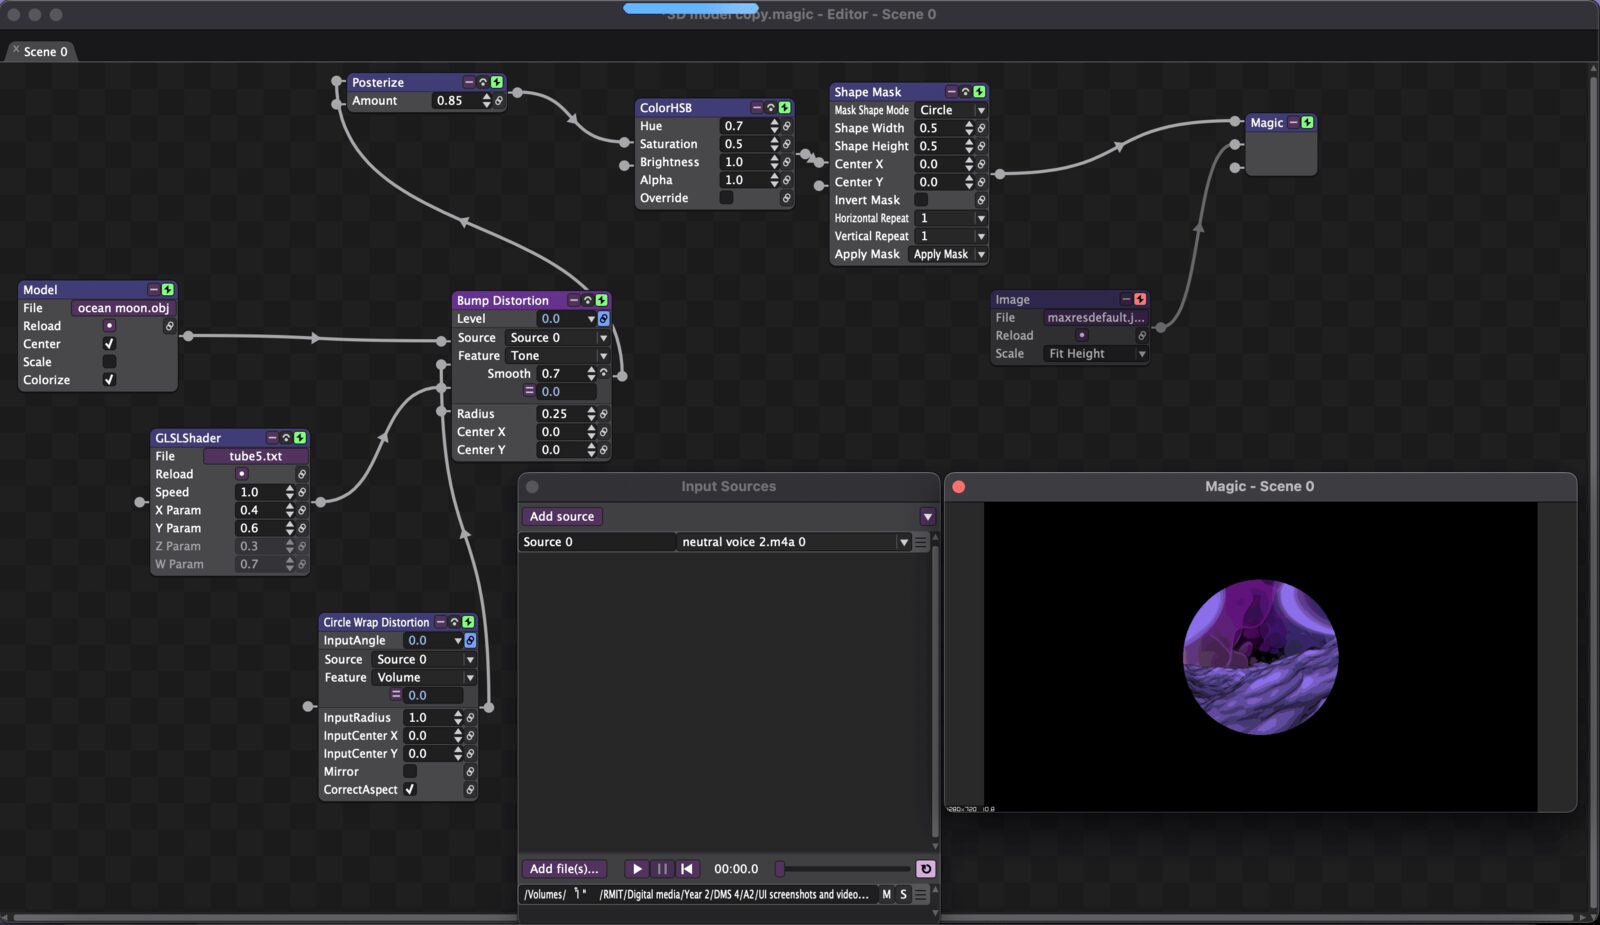 3D model copy.magic - Editor - Scene 0
Scene 0
Posterize
Amount 0.85
ColorHSB
Hue 0.7
Saturation 0.5
Brightness 1.0
Alpha 1.0
Override
Shape Mask
Mask Shape Mode Circle
Shape Width 0.5
Shape Height 0.5
Center X 0.0
Center Y 0.0
Invert Mask
Horizontal Repeat 1
Vertical Repeat 1
Apply Mask Apply Mask
Magic
Model
File ocean moon.obj
Reload
Center
Scale
Colorize
Bump Distortion
Level 0.0
Source Source 0
Feature Tone
Smooth 0.7
= 0.0
Radius 0.25
Center X 0.0
Center Y 0.0
Image
File maxresdefault.j...
Reload
Scale Fit Height
GLSLShader
File tube5.txt
Reload
Speed 1.0
X Param 0.4
Y Param 0.6
Z Param 0.3
W Param 0.7
Circle Wrap Distortion
InputAngle 0.0
Source Source 0
Feature Volume
= 0.0
InputRadius 1.0
InputCenter X 0.0
InputCenter Y 0.0
Mirror
CorrectAspect
Input Sources
Add source
Source 0 neutral voice 2.m4a 0
Add file(s)... 00:00.0
/Volumes/ /RMIT/Digital media/Year 2/DMS 4/A2/UI screenshots and video... M S
Magic - Scene 0
1280x720